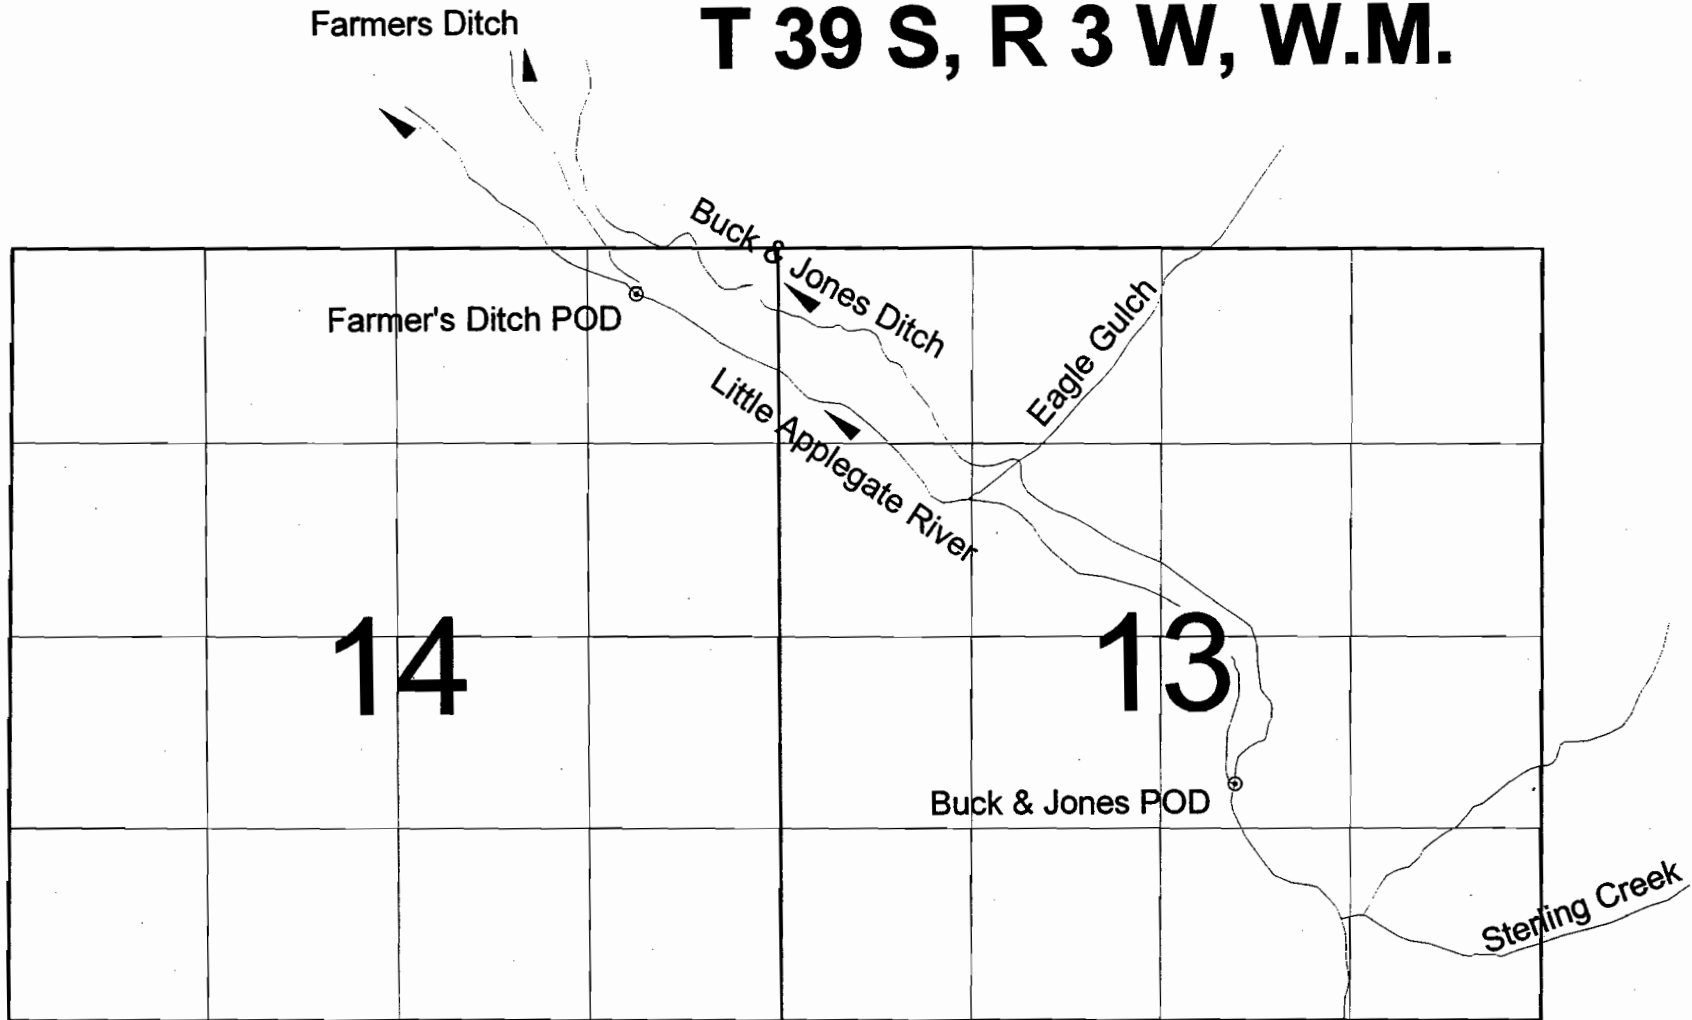 Farmers Ditch
T 39 S, R 3 W, W.M.
Buck & Jones Ditch
Farmer's Ditch POD
Eagle Gulch
Little Applegate River
14
13
Buck & Jones POD
Sterling Creek